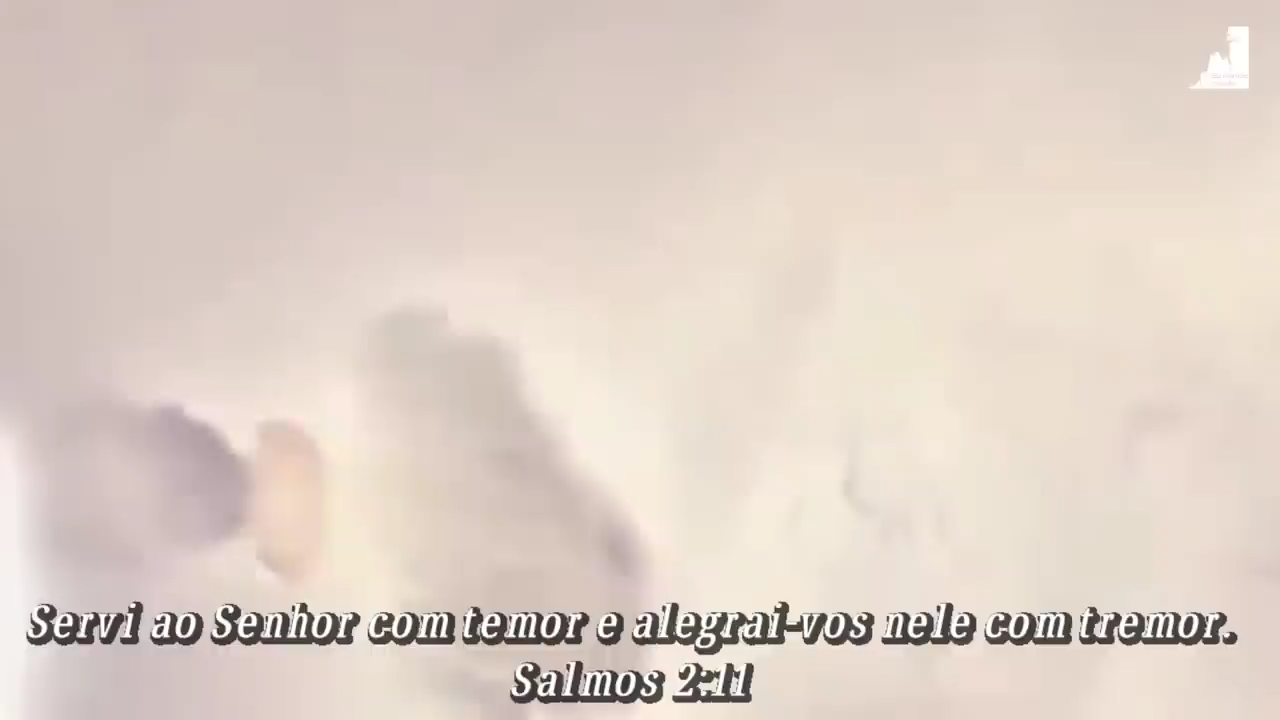 Servi ao Senhor com temor e alegrai-vos nele com tremor.
Salmos 2:11